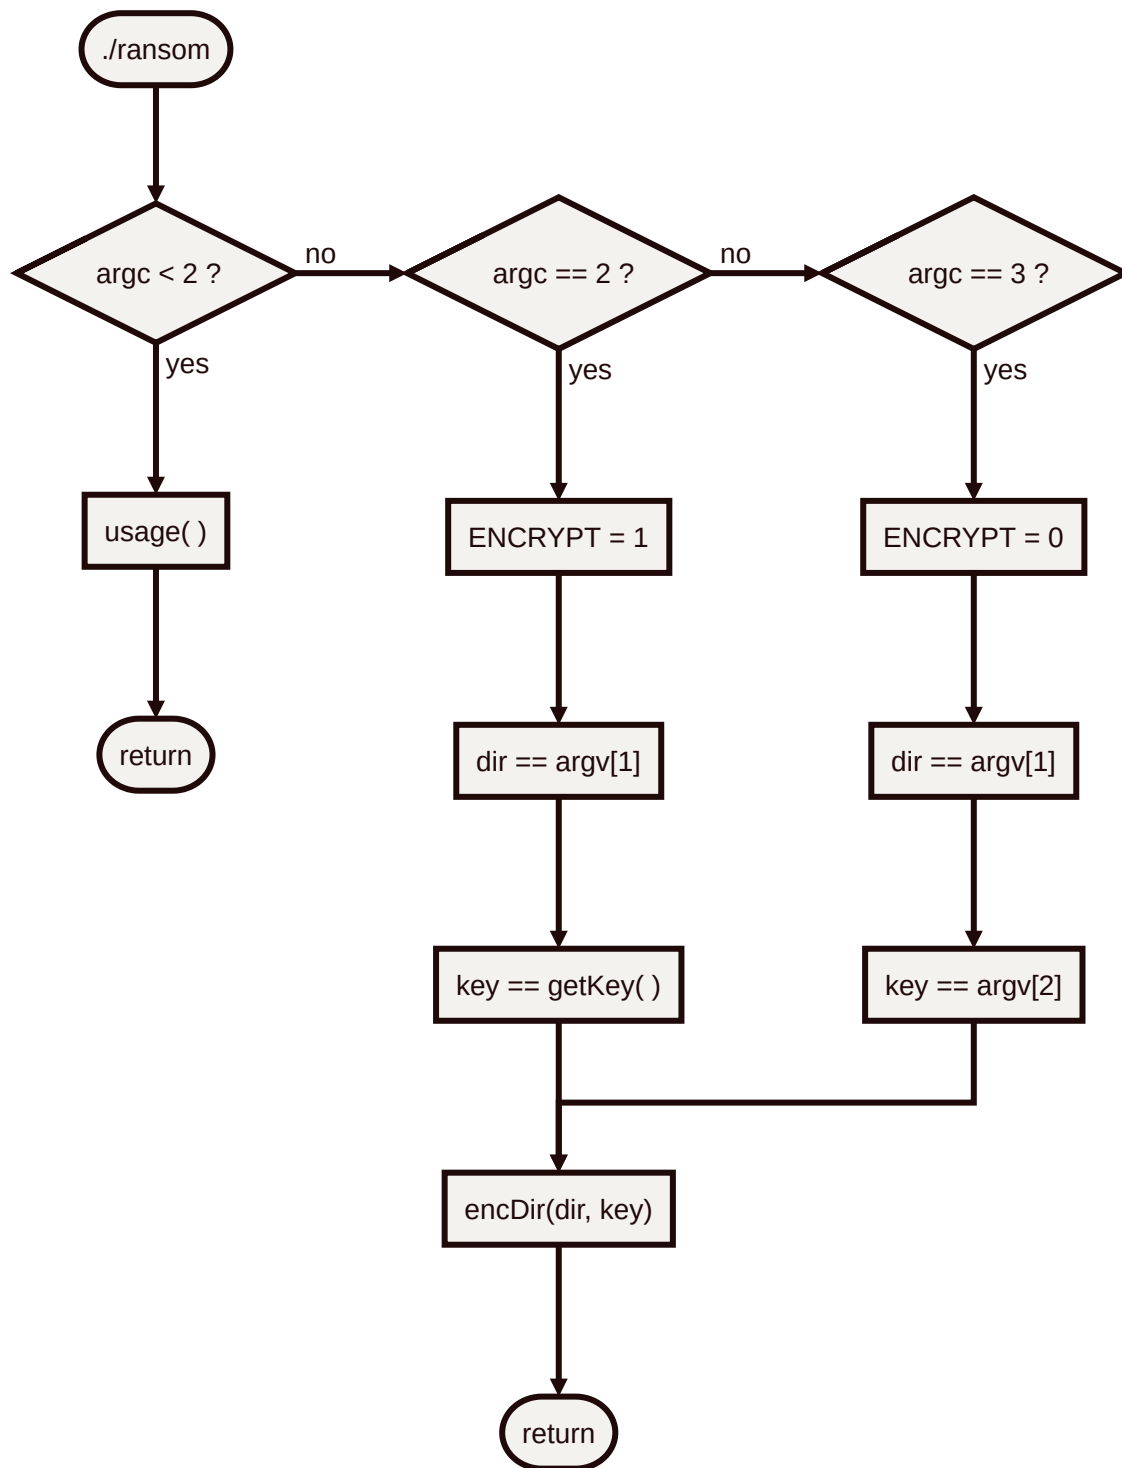 ./ransom
argc < 2 ?
no
argc == 2 ?
no
argc == 3 ?
yes
yes
yes
usage( )
ENCRYPT = 1
ENCRYPT = 0
return
dir == argv[1]
dir == argv[1]
key == getKey( )
key == argv[2]
encDir(dir, key)
return